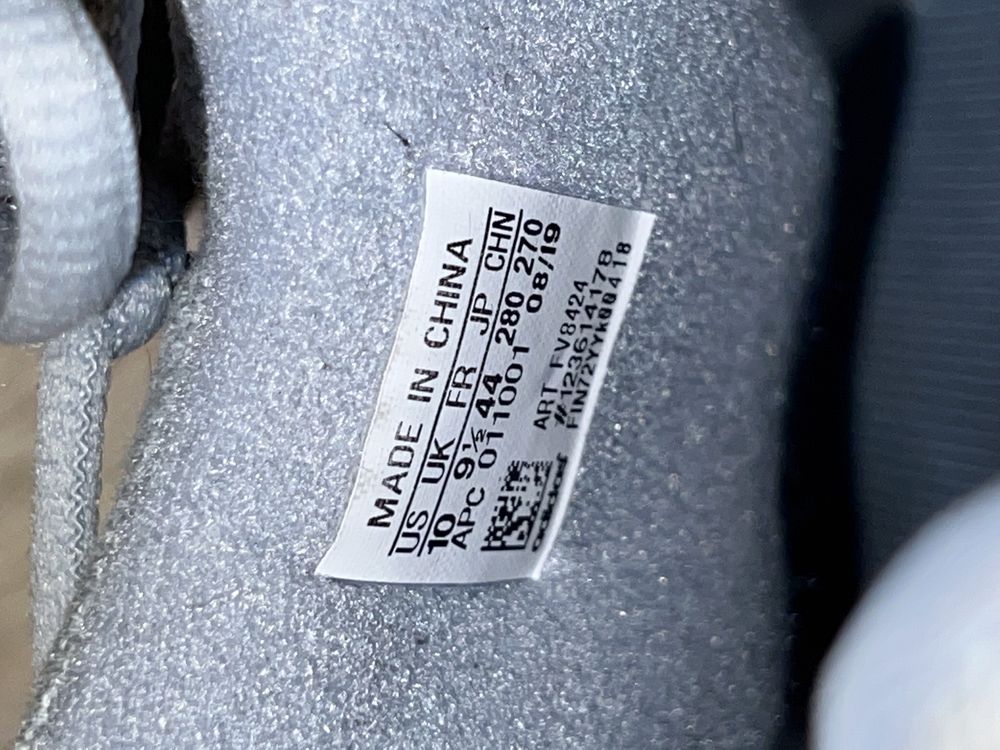 MADE IN CHINA
US UK FR JP CHN
10 9½ 44 280 270
APC 011001 08/19
ART FV8424
#123614178
FIN72YYK00418
adidas